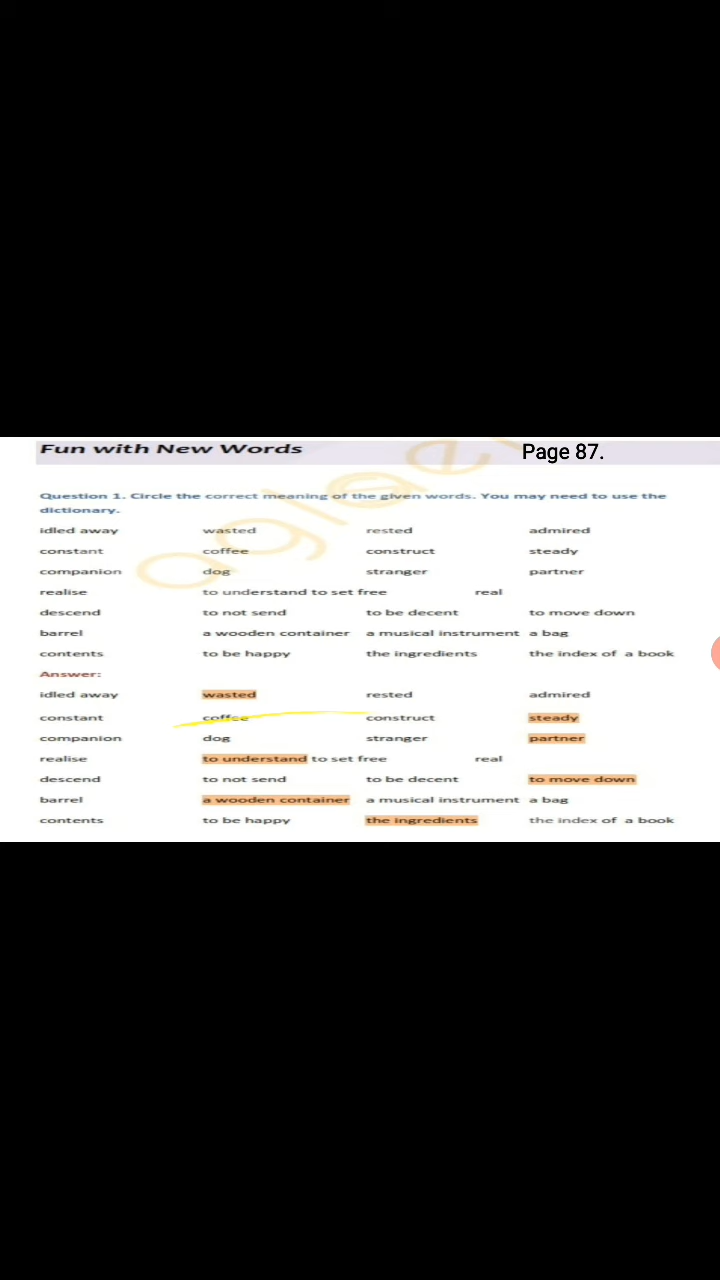 Fun with New Words Page 87.
Question 1. Circle the correct meaning of the given words. You may need to use the
dictionary.
idled away wasted rested admired
constant coffee construct steady
companion dog stranger partner
realise to understand to set free real
descend to not send to be decent to move down
barrel a wooden container a musical instrument a bag
contents to be happy the ingredients the index of a book
Answer:
idled away wasted rested admired
constant coffee construct steady
companion dog stranger partner
realise to understand to set free real
descend to not send to be decent to move down
barrel a wooden container a musical instrument a bag
contents to be happy the ingredients the index of a book